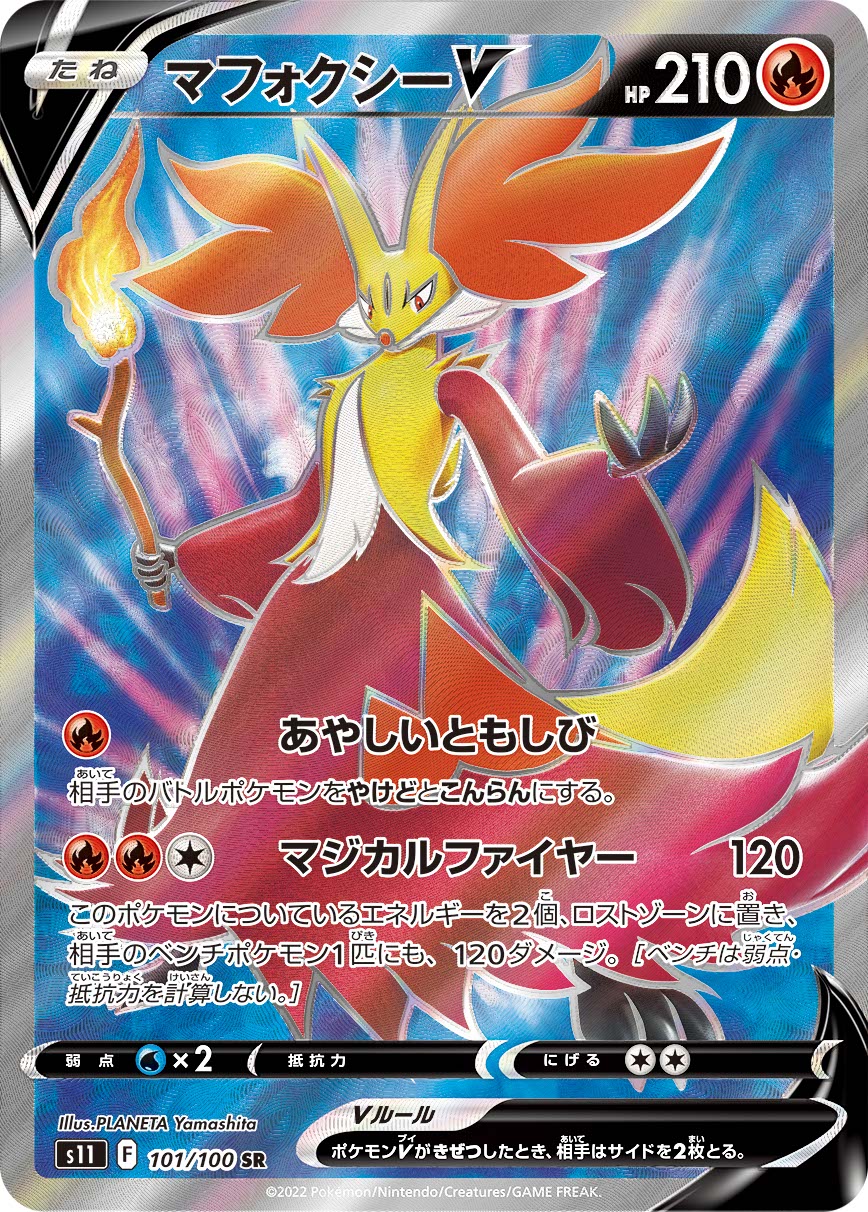 たね マフォクシーV HP210
あやしいともしび
相手のバトルポケモンをやけどとこんらんにする。
マジカルファイヤー 120
このポケモンについているエネルギーを2個、ロストゾーンに置き、
相手のベンチポケモン1匹にも、120ダメージ。[ベンチは弱点・
抵抗力を計算しない。]
弱点 ×2 抵抗力 にげる
Illus.PLANETA Yamashita
Vルール
ポケモンVがきぜつしたとき、相手はサイドを2枚とる。
s11 F 101/100 SR
©2022 Pokémon/Nintendo/Creatures/GAME FREAK.